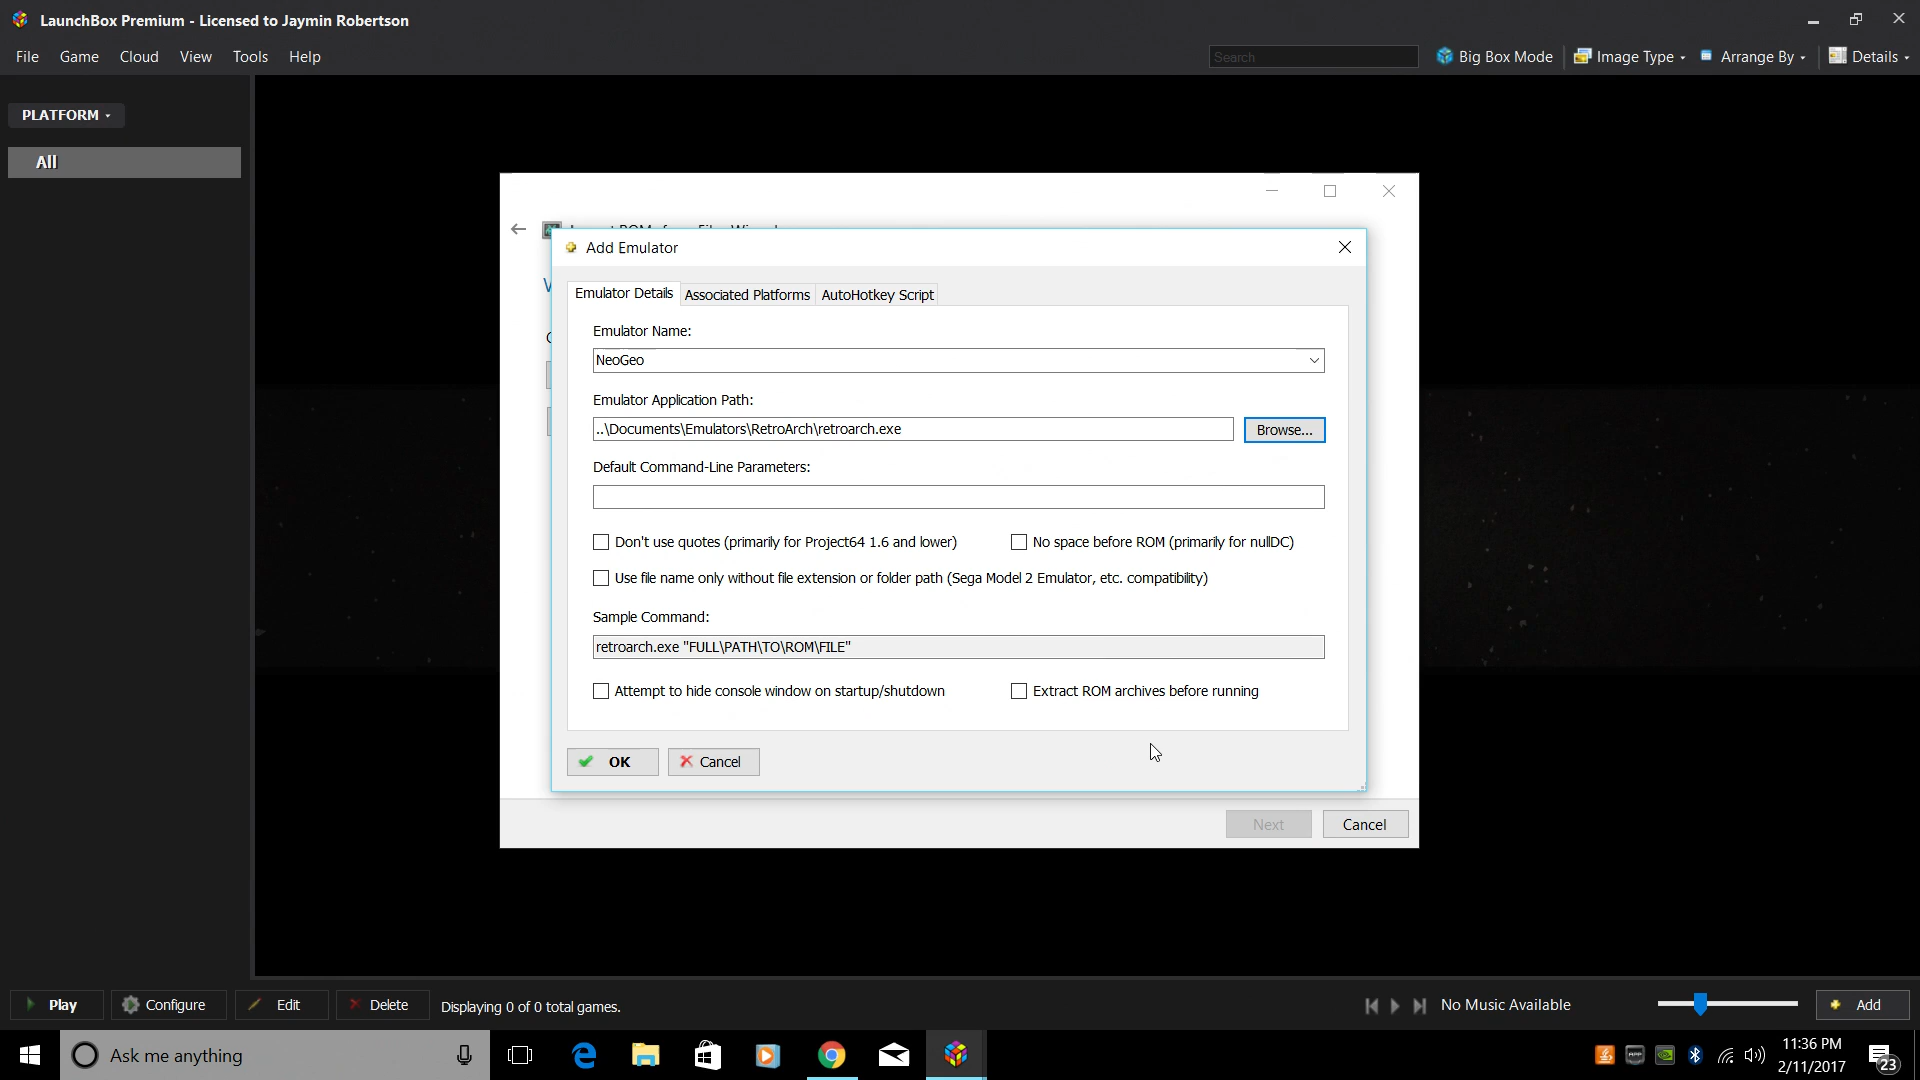 LaunchBox Premium - Licensed to Jaymin Robertson
File Game Cloud View Tools Help
Search Big Box Mode Image Type Arrange By Details
PLATFORM
All
Add Emulator
Emulator Details Associated Platforms AutoHotkey Script
Emulator Name:
NeoGeo
Emulator Application Path:
..\Documents\Emulators\RetroArch\retroarch.exe Browse...
Default Command-Line Parameters:
Don't use quotes (primarily for Project64 1.6 and lower) No space before ROM (primarily for nullDC)
Use file name only without file extension or folder path (Sega Model 2 Emulator, etc. compatibility)
Sample Command:
retroarch.exe "FULL\PATH\TO\ROM\FILE"
Attempt to hide console window on startup/shutdown Extract ROM archives before running
OK Cancel
Next Cancel
Play Configure Edit Delete Displaying 0 of 0 total games. No Music Available Add
Ask me anything
11:36 PM
2/11/2017
23